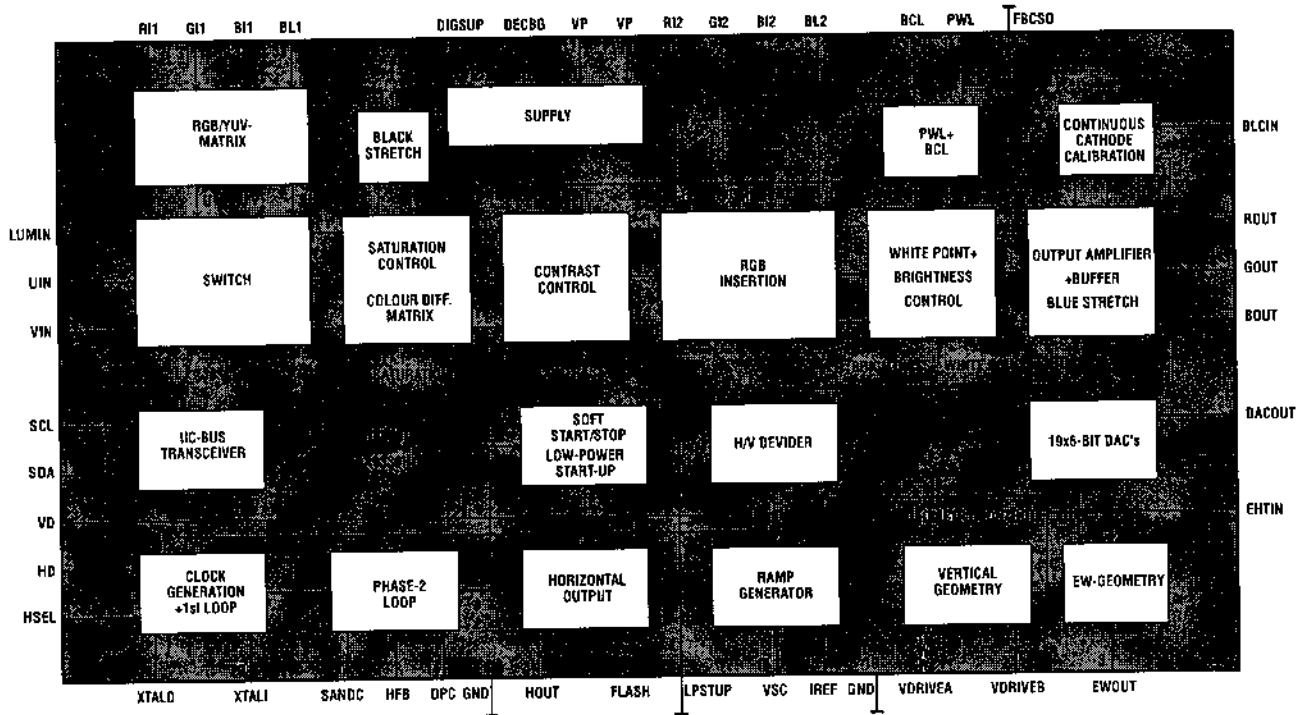 RI1 GI1 BI1 BL1 DIGSUP DECBG VP VP RI2 GI2 BI2 BL2 BCL PWL FBCSO
RGB/YUV-
MATRIX
BLACK
STRETCH
SUPPLY
PWL+
BCL
CONTINUOUS
CATHODE
CALIBRATION
BLCIN
LUMIN
UIN
VIN
SWITCH
SATURATION
CONTROL
COLOUR DIFF.
MATRIX
CONTRAST
CONTROL
RGB
INSERTION
WHITE POINT+
BRIGHTNESS
CONTROL
OUTPUT AMPLIFIER
+BUFFER
BLUE STRETCH
ROUT
GOUT
BOUT
SCL
SDA
VD
IIC-BUS
TRANSCEIVER
SOFT
START/STOP
LOW-POWER
START-UP
H/V DEVIDER
19x6-BIT DAC's
DACOUT
EHTIN
HD
HSEL
CLOCK
GENERATION
+1st LOOP
PHASE-2
LOOP
HORIZONTAL
OUTPUT
RAMP
GENERATOR
VERTICAL
GEOMETRY
EW-GEOMETRY
XTALO XTALI SANDC HFB DPC GND HOUT FLASH LPSTUP VSC IREF GND VDRIVEA VDRIVEB EWOUT